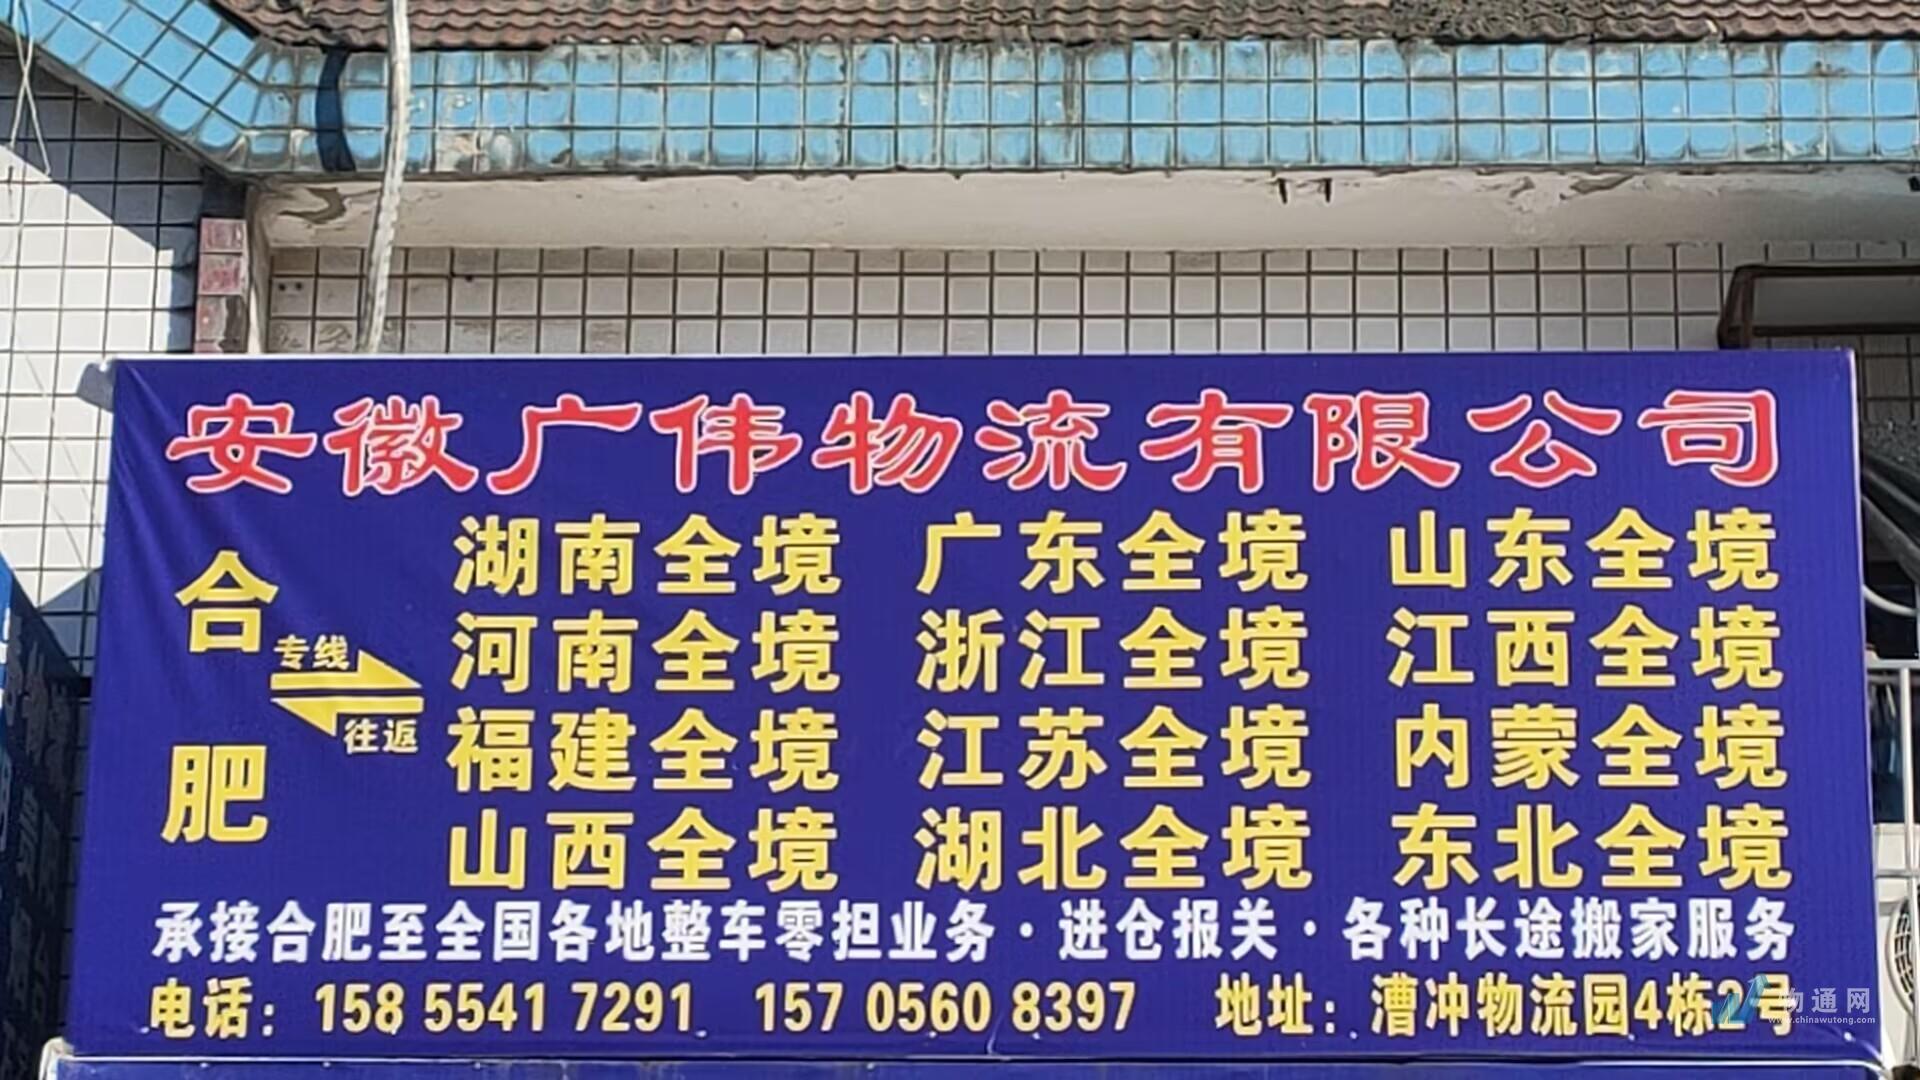 安徽广伟物流有限公司
合肥
专线
往返
湖南全境 广东全境 山东全境
河南全境 浙江全境 江西全境
福建全境 江苏全境 内蒙全境
山西全境 湖北全境 东北全境
承接合肥至全国各地整车零担业务·进仓报关·各种长途搬家服务
电话：158 5541 7291 157 0560 8397 地址：漕冲物流园4栋2号
物通网
www.chinawutong.com